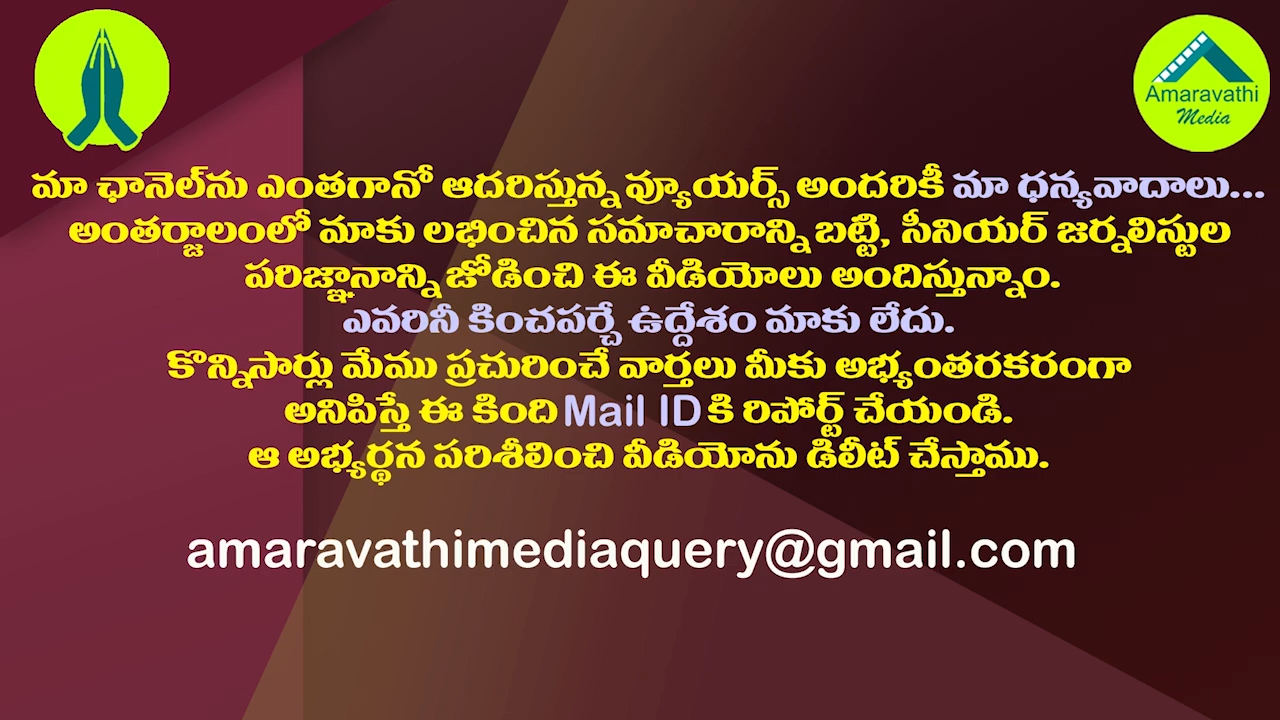 Amaravathi
Media
మా ఛానెల్‌ను ఎంతగానో ఆదరిస్తున్న వ్యూయర్స్ అందరికీ మా ధన్యవాదాలు...
అంతర్జాలంలో మాకు లభించిన సమాచారాన్ని బట్టి, సీనియర్ జర్నలిస్టుల
పరిజ్ఞానాన్ని జోడించి ఈ వీడియోలు అందిస్తున్నాం.
ఎవరినీ కించపర్చే ఉద్దేశం మాకు లేదు.
కొన్నిసార్లు మేము ప్రచురించే వార్తలు మీకు అభ్యంతరకరంగా
అనిపిస్తే ఈ కింది Mail ID కి రిపోర్ట్ చేయండి.
ఆ అభ్యర్థన పరిశీలించి వీడియోను డిలీట్ చేస్తాము.
amaravathimediaquery@gmail.com